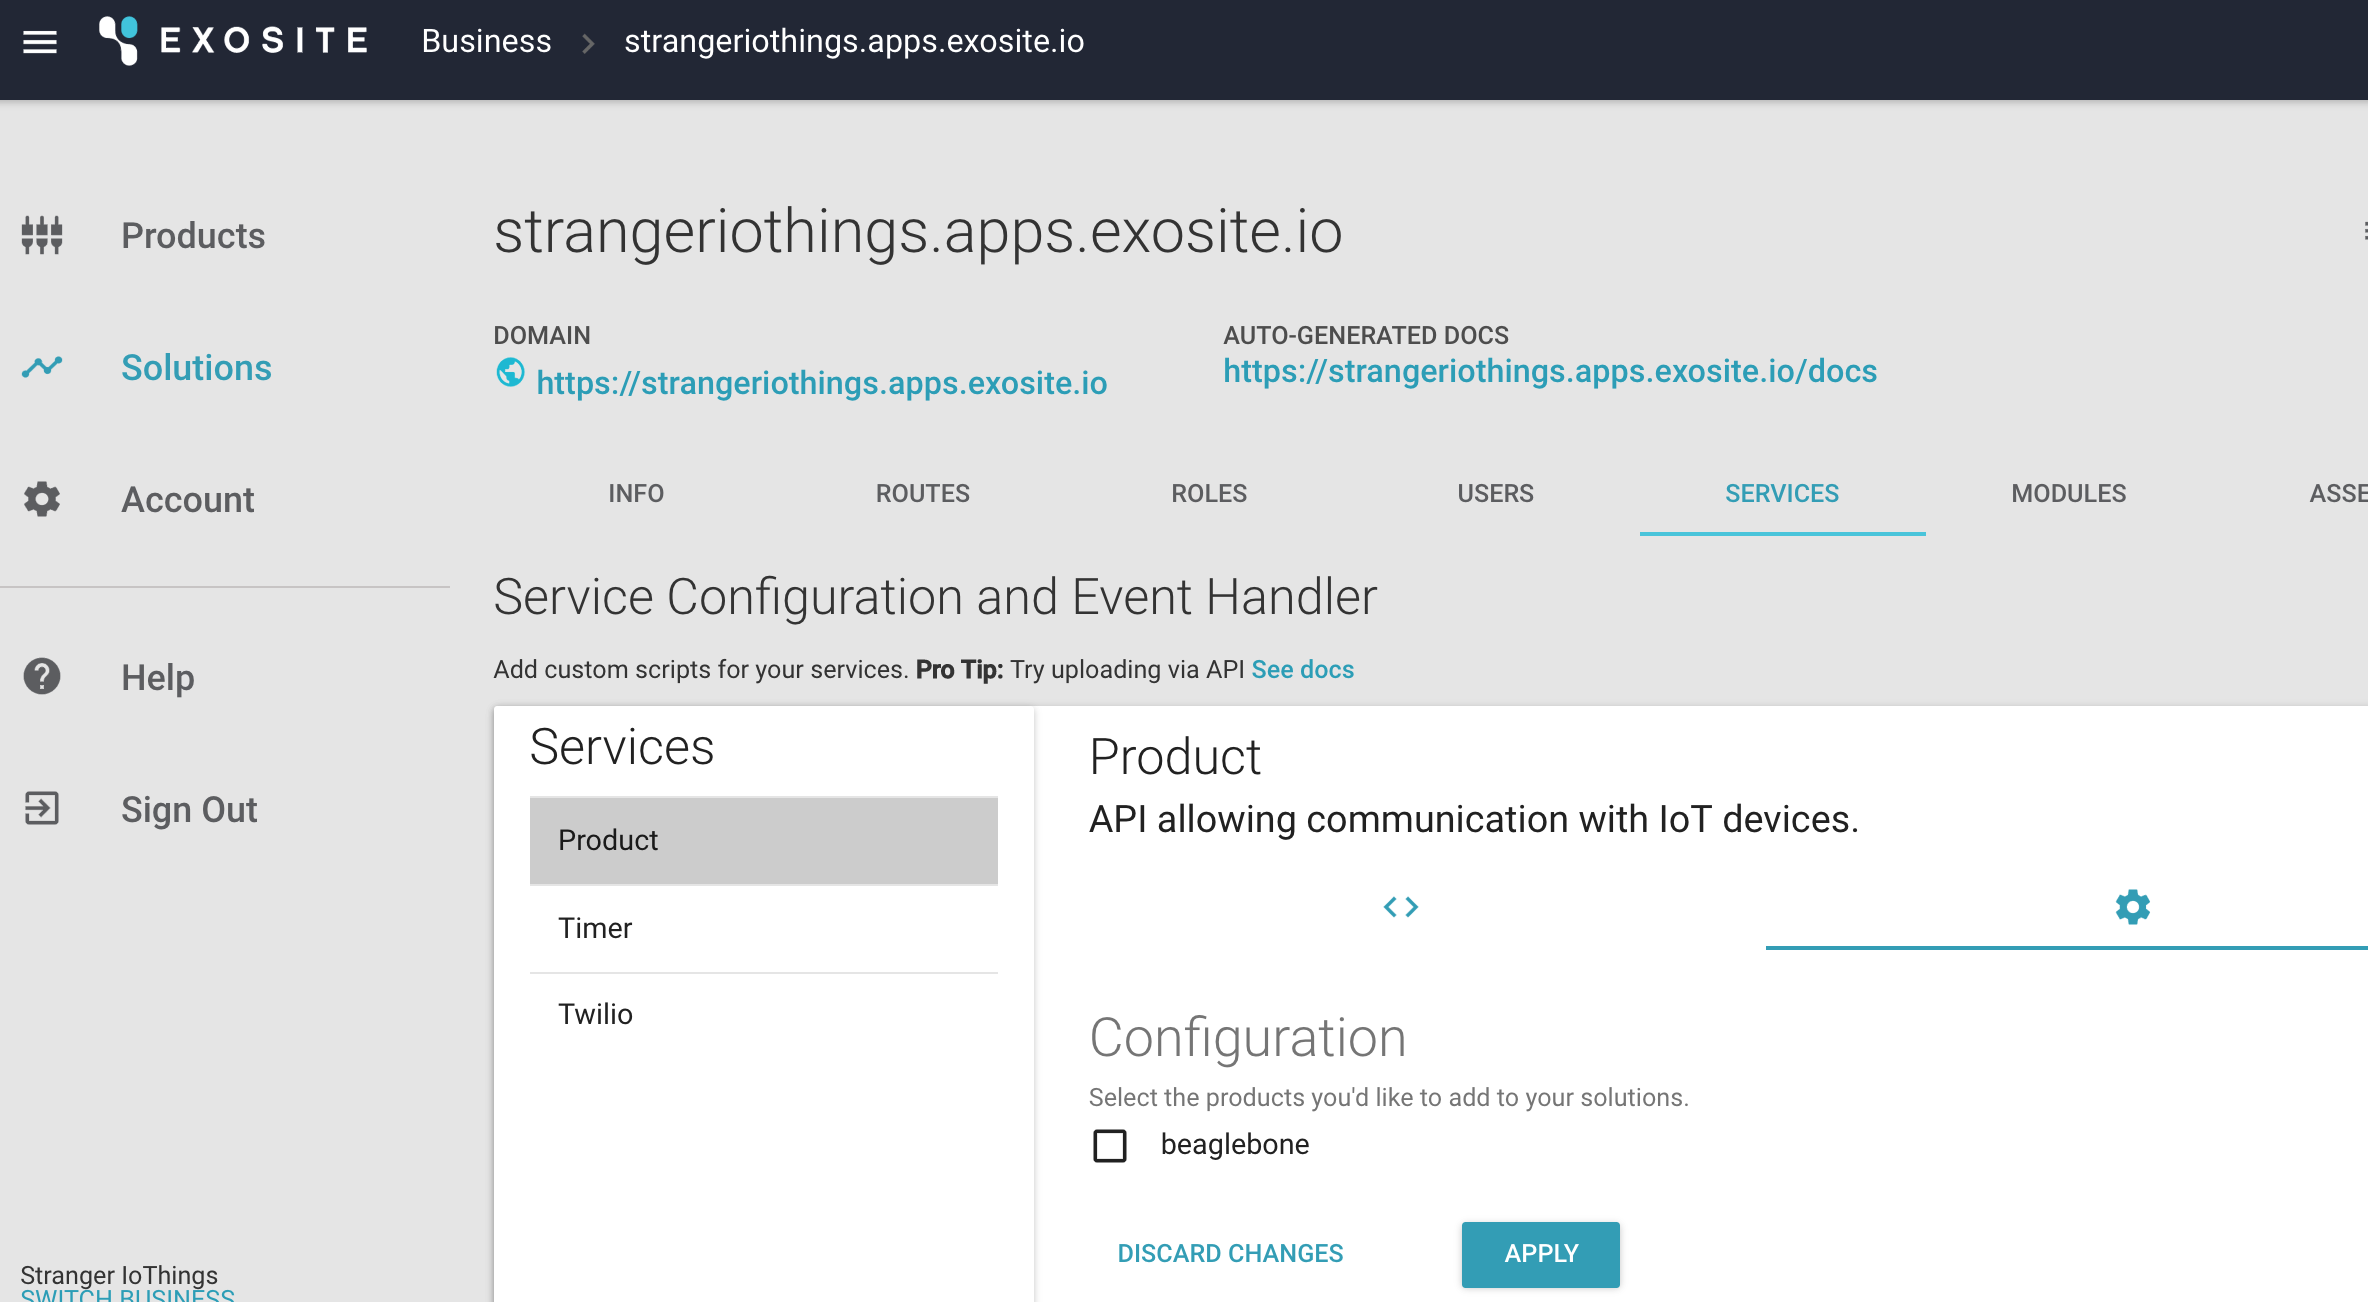 EXOSITE Business strangeriothings.apps.exosite.io
Products
Solutions
Account
Help
Sign Out
Stranger IoThings
SWITCH BUSINESS
strangeriothings.apps.exosite.io
DOMAIN
https://strangeriothings.apps.exosite.io
AUTO-GENERATED DOCS
https://strangeriothings.apps.exosite.io/docs
INFO ROUTES ROLES USERS SERVICES MODULES ASSE
Service Configuration and Event Handler
Add custom scripts for your services. Pro Tip: Try uploading via API See docs
Services
Product
Timer
Twilio
Product
API allowing communication with IoT devices.
Configuration
Select the products you'd like to add to your solutions.
beaglebone
DISCARD CHANGES APPLY